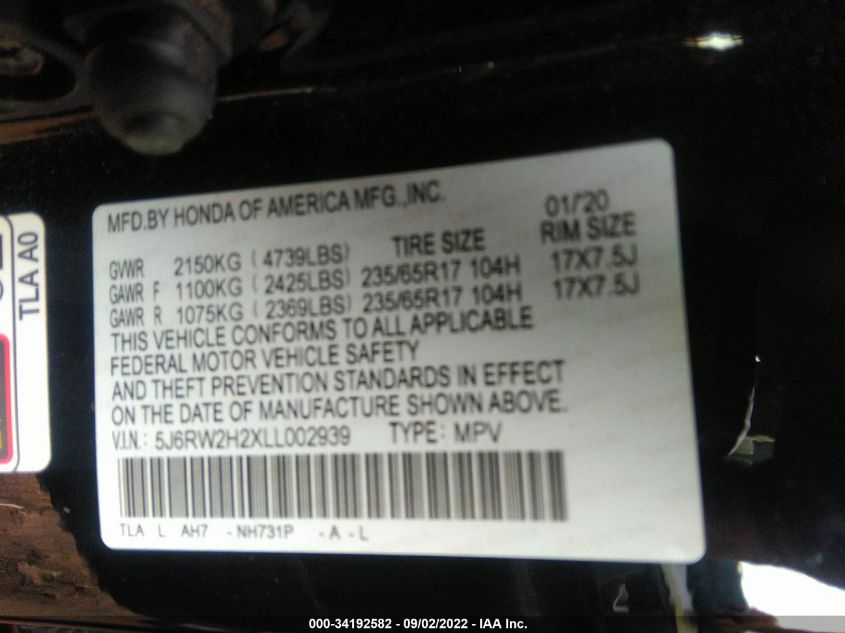 MFD.BY HONDA OF AMERICA MFG.,INC. 01/'20
TIRE SIZE RIM SIZE
GVWR 2150KG ( 4739LBS)
GAWR F 1100KG ( 2425LBS) 235/65R17 104H 17X7.5J
GAWR R 1075KG ( 2369LBS) 235/65R17 104H 17X7.5J
THIS VEHICLE CONFORMS TO ALL APPLICABLE
FEDERAL MOTOR VEHICLE SAFETY
AND THEFT PREVENTION STANDARDS IN EFFECT
ON THE DATE OF MANUFACTURE SHOWN ABOVE.
V.I.N.: 5J6RW2H2XLL002939 TYPE: MPV
TLA L AH7 -NH731P -A-L
TLA A0
000-34192582 - 09/02/2022 - IAA Inc.